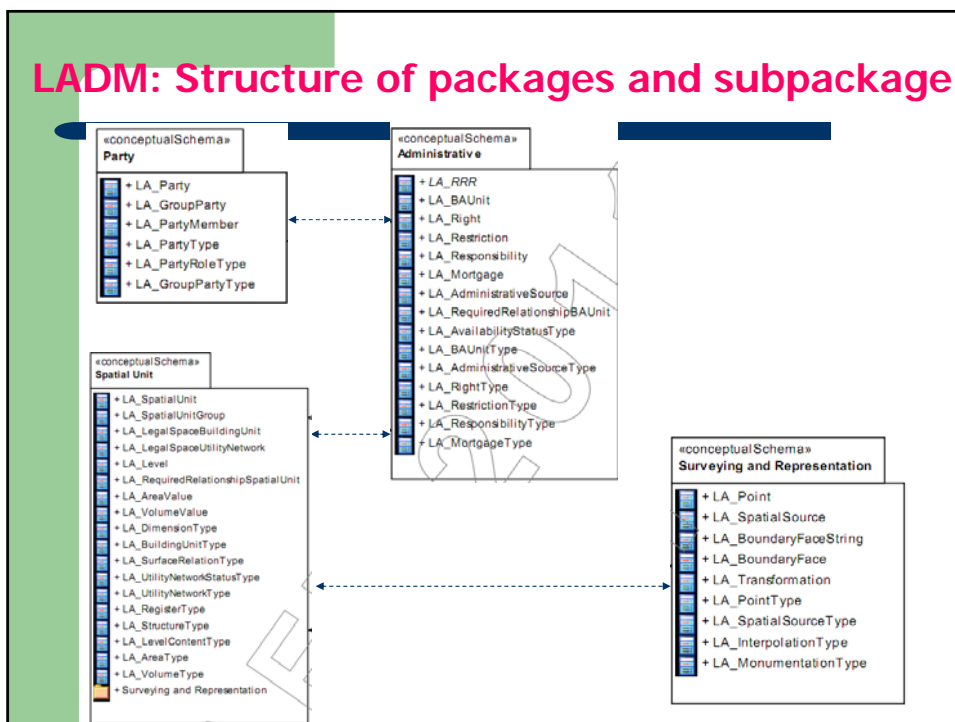 LADM: Structure of packages and subpackage
«conceptualSchema»
Party
+ LA_Party
+ LA_GroupParty
+ LA_PartyMember
+ LA_PartyType
+ LA_PartyRoleType
+ LA_GroupPartyType
«conceptualSchema»
Administrative
+ LA_RRR
+ LA_BAUnit
+ LA_Right
+ LA_Restriction
+ LA_Responsibility
+ LA_Mortgage
+ LA_AdministrativeSource
+ LA_RequiredRelationshipBAUnit
+ LA_AvailabilityStatusType
+ LA_BAUnitType
+ LA_AdministrativeSourceType
+ LA_RightType
+ LA_RestrictionType
+ LA_ResponsibilityType
+ LA_MortgageType
«conceptualSchema»
Spatial Unit
+ LA_SpatialUnit
+ LA_SpatialUnitGroup
+ LA_LegalSpaceBuildingUnit
+ LA_LegalSpaceUtilityNetwork
+ LA_Level
+ LA_RequiredRelationshipSpatialUnit
+ LA_AreaValue
+ LA_VolumeValue
+ LA_DimensionType
+ LA_BuildingUnitType
+ LA_SurfaceRelationType
+ LA_UtilityNetworkStatusType
+ LA_UtilityNetworkType
+ LA_RegisterType
+ LA_StructureType
+ LA_LevelContentType
+ LA_AreaType
+ LA_VolumeType
+ Surveying and Representation
«conceptualSchema»
Surveying and Representation
+ LA_Point
+ LA_SpatialSource
+ LA_BoundaryFaceString
+ LA_BoundaryFace
+ LA_Transformation
+ LA_PointType
+ LA_SpatialSourceType
+ LA_InterpolationType
+ LA_MonumentationType